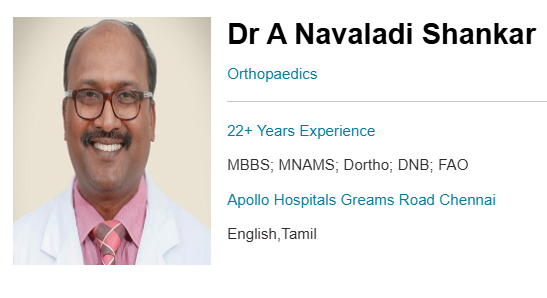 Dr A Navaladi Shankar
Orthopaedics
22+ Years Experience
MBBS; MNAMS; Dortho; DNB; FAO
Apollo Hospitals Greams Road Chennai
English,Tamil